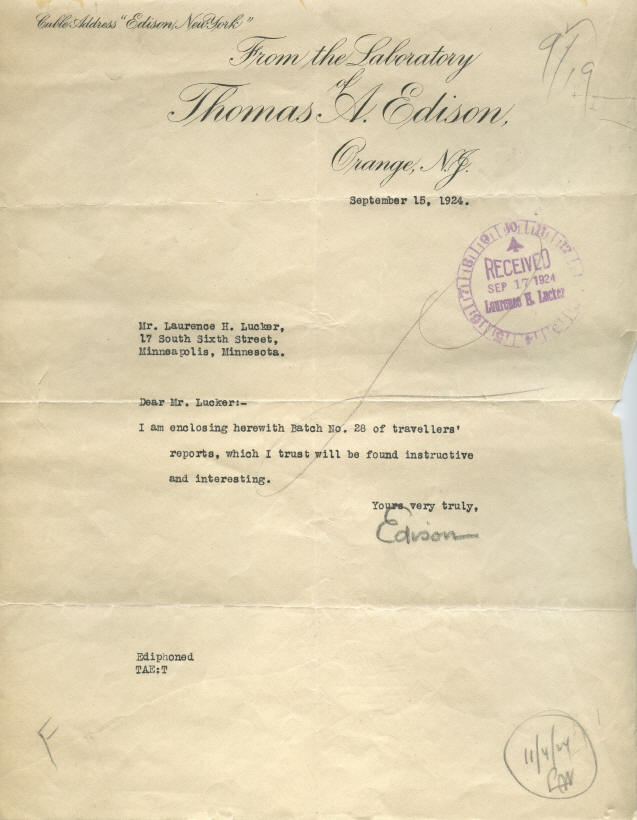 Cable Address "Edison, New York"
From the Laboratory
of
Thomas A. Edison,
Orange, N.J.
9/19
September 15, 1924.
RECEIVED
SEP 17 1924
Laurence H. Lucker
Mr. Laurence H. Lucker,
17 South Sixth Street,
Minneapolis, Minnesota.
Dear Mr. Lucker:-
I am enclosing herewith Batch No. 28 of travellers'
reports, which I trust will be found instructive
and interesting.
Yours very truly,
Edison
Ediphoned
TAE:T
11/4/24